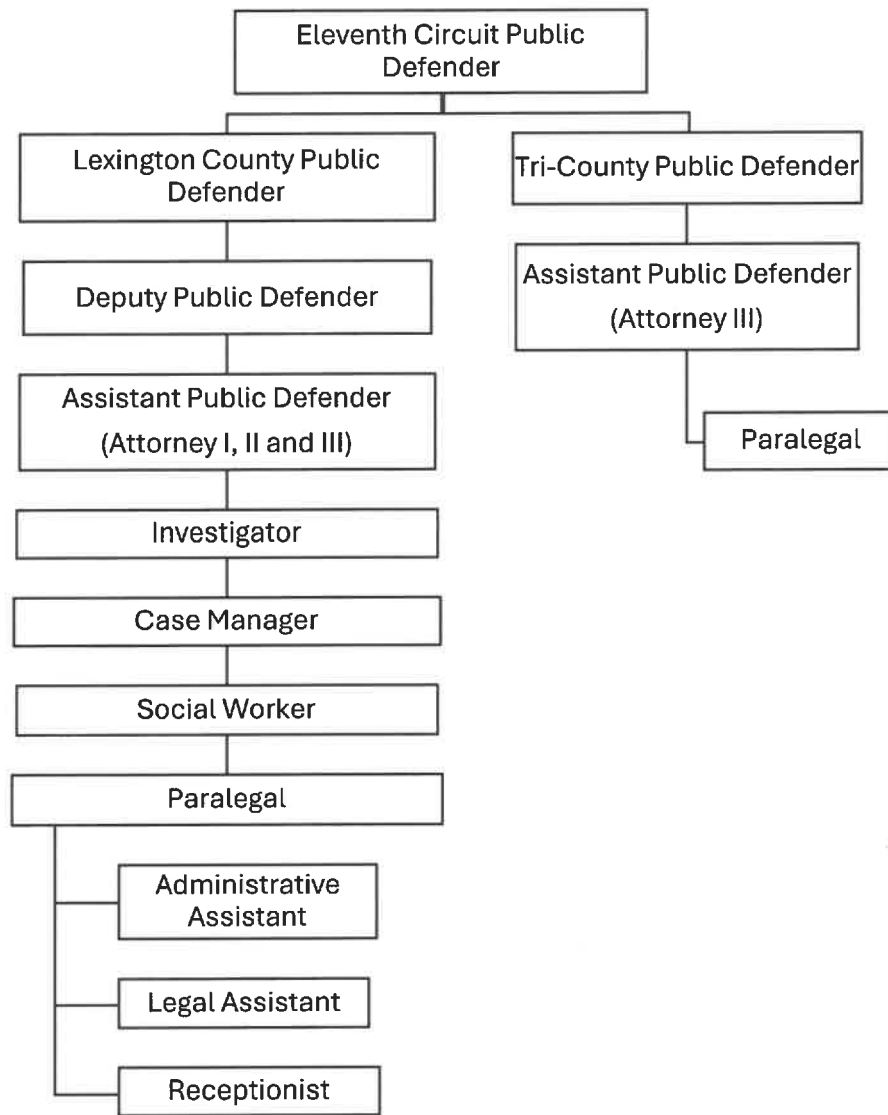 Eleventh Circuit Public
Defender
Lexington County Public
Defender
Tri-County Public Defender
Deputy Public Defender
Assistant Public Defender
(Attorney III)
Assistant Public Defender
(Attorney I, II and III)
Paralegal
Investigator
Case Manager
Social Worker
Paralegal
Administrative
Assistant
Legal Assistant
Receptionist